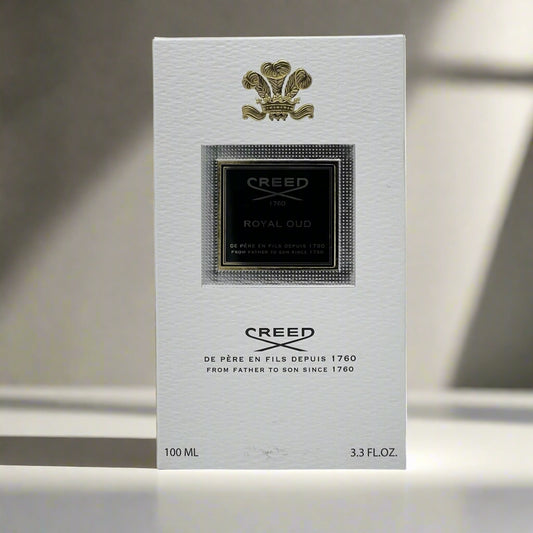 CREED
1760
ROYAL OUD
DE PÈRE EN FILS DEPUIS 1760
FROM FATHER TO SON SINCE 1760
CREED
DE PÈRE EN FILS DEPUIS 1760
FROM FATHER TO SON SINCE 1760
100 ML
3.3 FL.OZ.